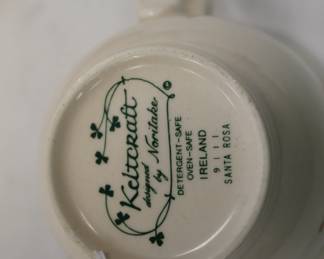 Keltcraft
designed
by Noritake
©
DETERGENT-SAFE
OVEN-SAFE
IRELAND
9111
SANTA ROSA